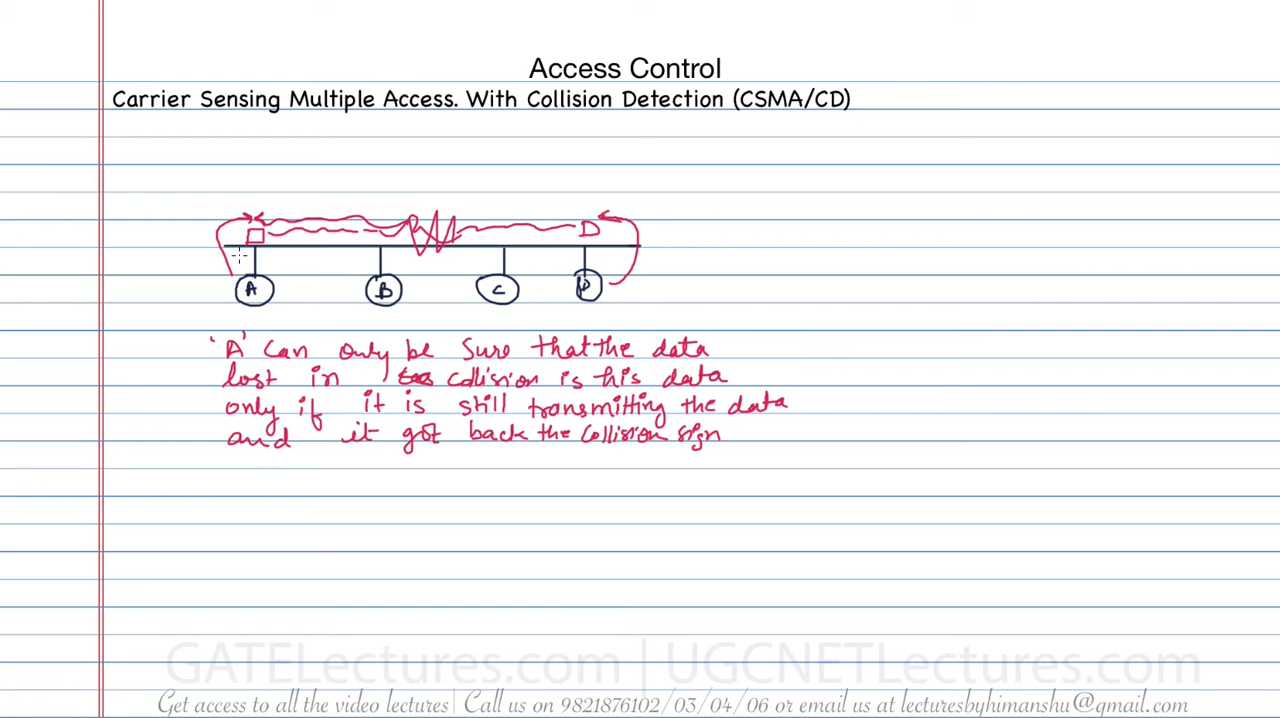 Access Control
Carrier Sensing Multiple Access. With Collision Detection (CSMA/CD)
D
A B C D
'A' can only be sure that the data
lost in collision is his data
only if it is still transmitting the data
and it got back the collision sign
GATELectures.com | UGCNETLectures.com
Get access to all the video lectures | Call us on 9821876102/03/04/06 or email us at lecturesbyhimanshu@gmail.com